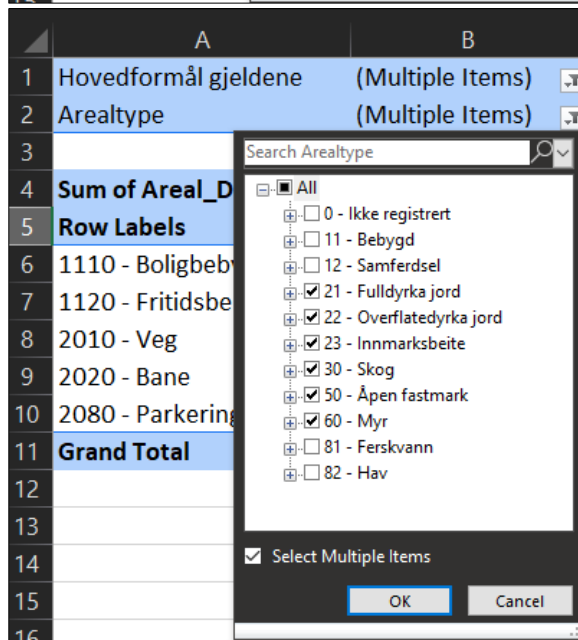 A B
1 Hovedformål gjeldene (Multiple Items)
2 Arealtype (Multiple Items)
3 Search Arealtype
All
4 Sum of Areal_D
0 - Ikke registrert
5 Row Labels
11 - Bebygd
6 1110 - Boligbeb
12 - Samferdsel
7 1120 - Fritidsbe
21 - Fulldyrka jord
22 - Overflatedyrka jord
8 2010 - Veg
23 - Innmarksbeite
9 2020 - Bane
30 - Skog
50 - Åpen fastmark
10 2080 - Parkering
60 - Myr
11 Grand Total
81 - Ferskvann
82 - Hav
12
13
14 Select Multiple Items
15 OK Cancel
16